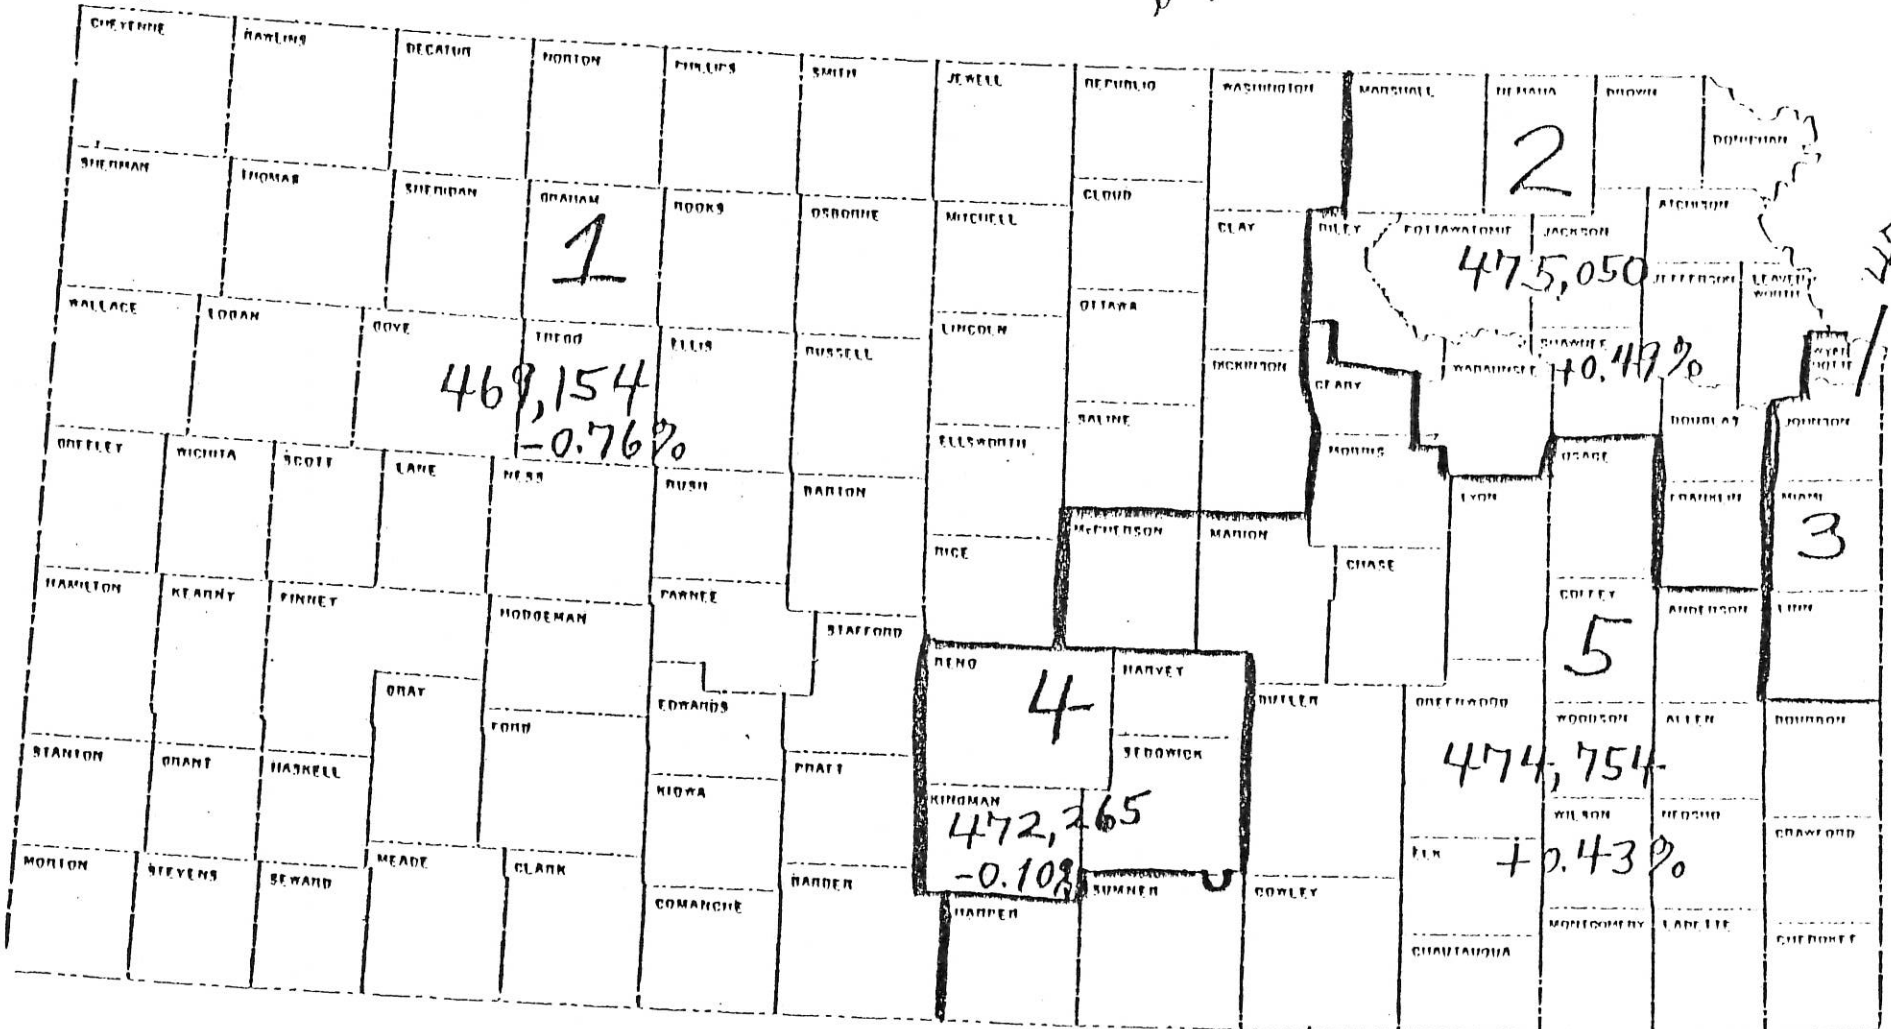 CHEYENNE RAWLINS DECATUR NORTON PHILLIPS SMITH JEWELL REPUBLIC WASHINGTON MARSHALL NEMAHA BROWN
DONIPHAN
2
SHERMAN THOMAS SHERIDAN GRAHAM ROOKS OSBORNE MITCHELL CLOUD CLAY RILEY POTTAWATOMIE JACKSON ATCHISON
1
475,050
JEFFERSON LEAVENWORTH
WALLACE LOGAN GOVE TREGO ELLIS RUSSELL LINCOLN OTTAWA
SHAWNEE WYANDOTTE
DICKINSON GEARY WABAUNSEE +0.49%
469,154
-0.76%
SALINE DOUGLAS JOHNSON
GREELEY WICHITA SCOTT LANE NESS RUSH BARTON ELLSWORTH MORRIS OSAGE
LYON FRANKLIN MIAMI
3
RICE McPHERSON MARION CHASE
HAMILTON KEARNY FINNEY HODGEMAN PAWNEE STAFFORD COFFEY ANDERSON LINN
5
RENO HARVEY
4
GRAY FORD EDWARDS BUTLER GREENWOOD WOODSON ALLEN BOURBON
STANTON GRANT HASKELL KIOWA PRATT SEDGWICK
474,754
KINGMAN
472,265
-0.10%
WILSON NEOSHO CRAWFORD
ELK +0.43%
MORTON STEVENS SEWARD MEADE CLARK COMANCHE BARBER HARPER SUMNER COWLEY
CHAUTAUQUA MONTGOMERY LABETTE CHEROKEE